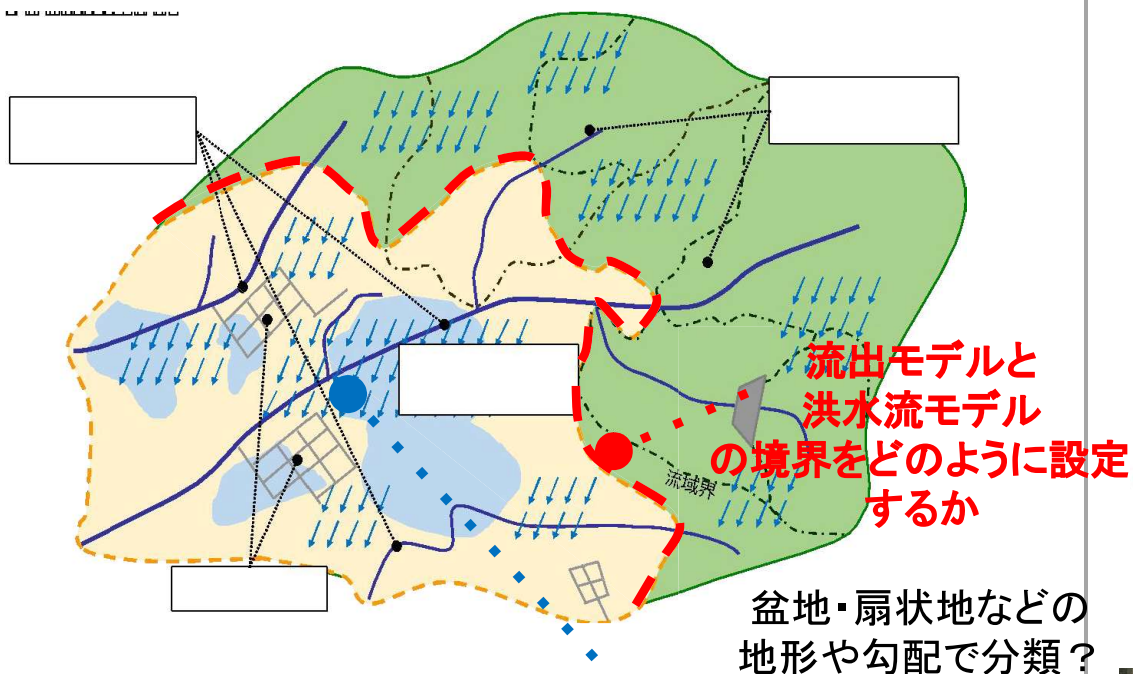 流出モデルと
洪水流モデル
の境界をどのように設定
するか
流域界
盆地・扇状地などの
地形や勾配で分類？